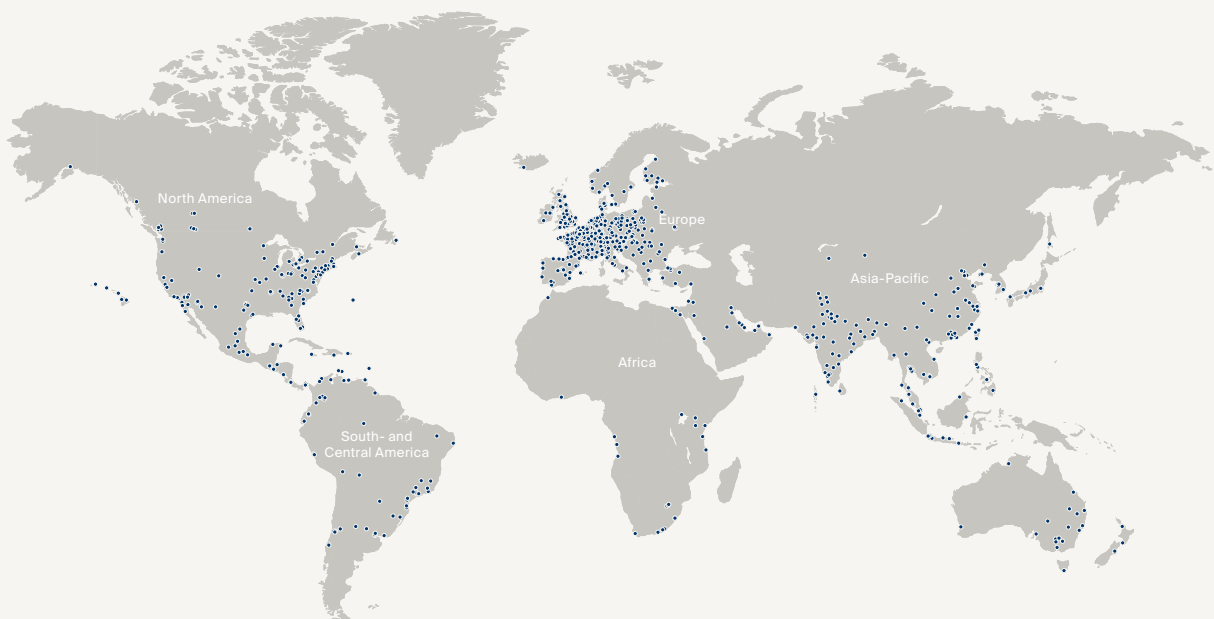 North America
Europe
Asia-Pacific
Africa
South- and
Central America